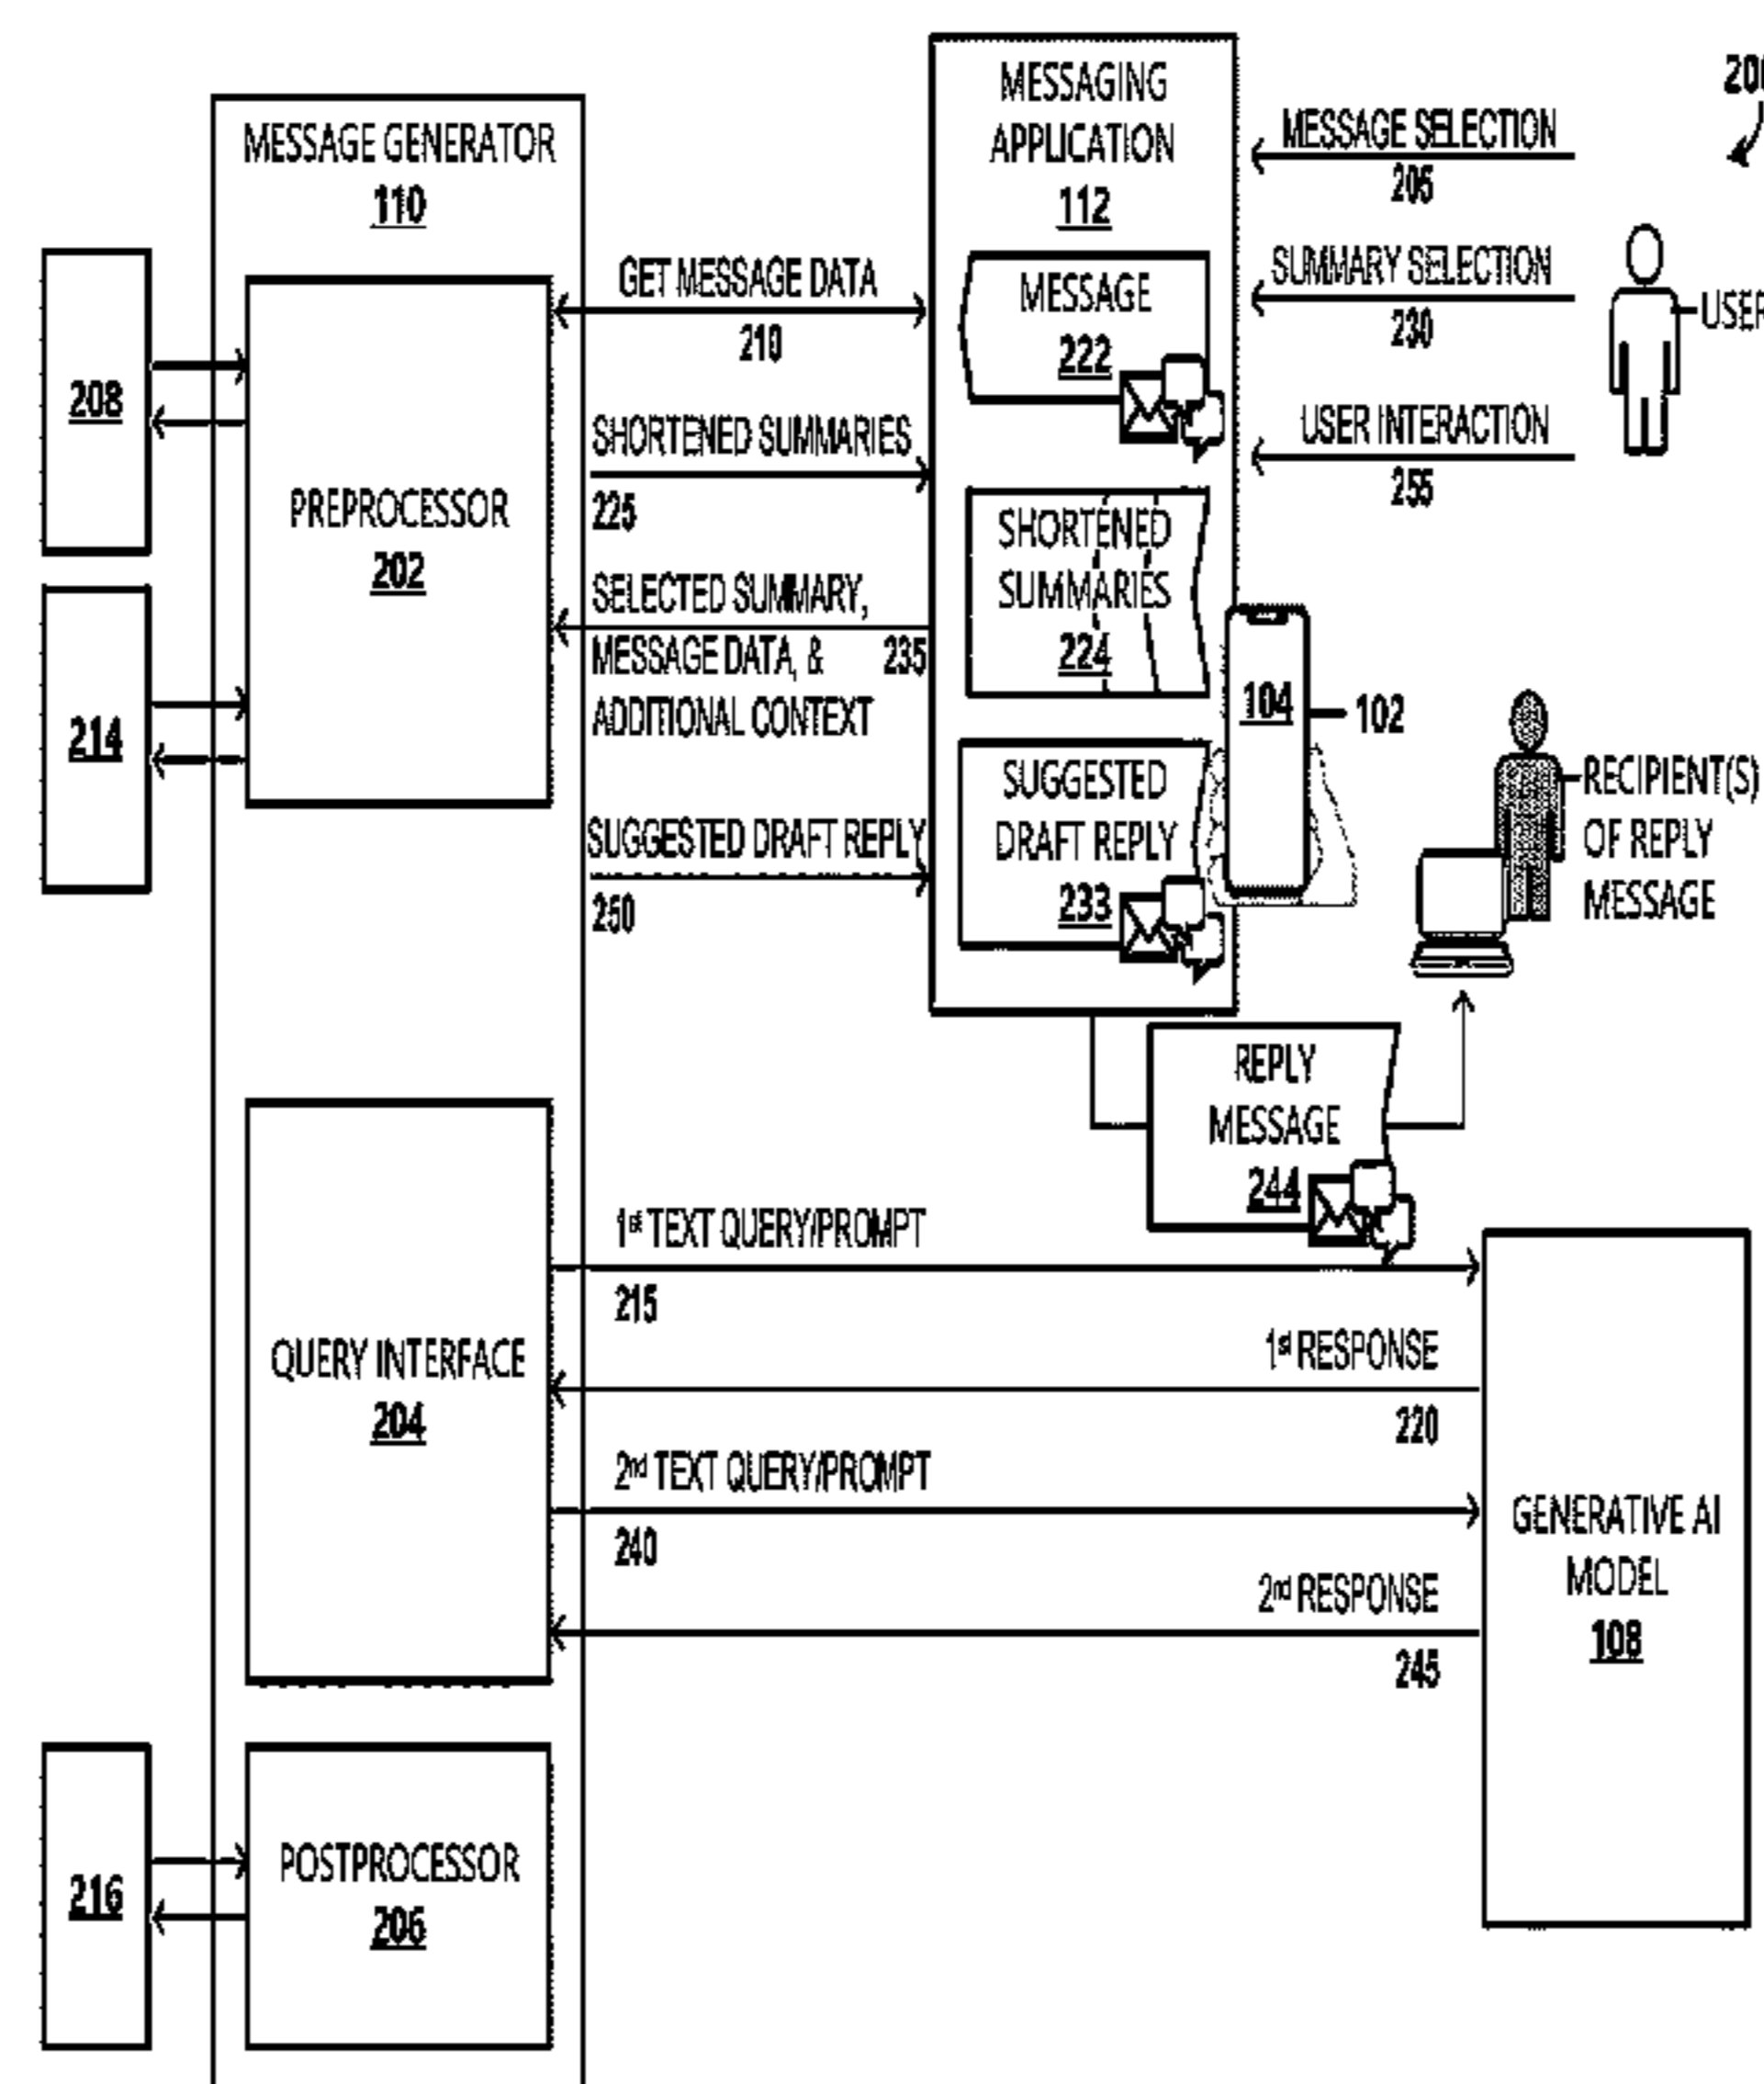 MESSAGE GENERATOR
110
208
214
PREPROCESSOR
202
GET MESSAGE DATA
210
SHORTENED SUMMARIES
225
SELECTED SUMMARY,
MESSAGE DATA, & 235
ADDITIONAL CONTEXT
SUGGESTED DRAFT REPLY
250
MESSAGING
APPLICATION
112
MESSAGE
222
SHORTENED
SUMMARIES
224
SUGGESTED
DRAFT REPLY
233
MESSAGE SELECTION
205
SUMMARY SELECTION
230
USER INTERACTION
255
USER
104
102
RECIPIENT(S)
OF REPLY
MESSAGE
REPLY
MESSAGE
244
QUERY INTERFACE
204
1st TEXT QUERY/PROMPT
215
1st RESPONSE
220
2nd TEXT QUERY/PROMPT
240
2nd RESPONSE
245
GENERATIVE AI
MODEL
108
216
POSTPROCESSOR
206